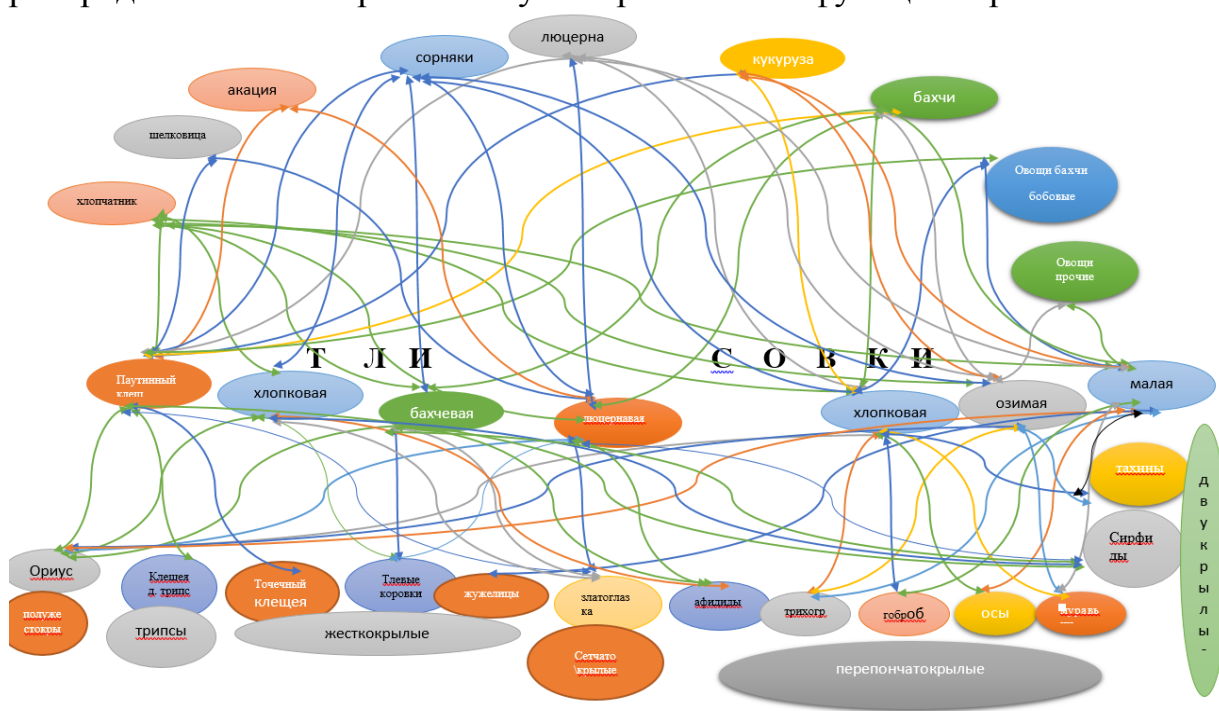 люцерна
сорняки
кукуруза
акация
бахчи
шелковица
Овощи бахчи
бобовые
хлопчатник
Овощи
прочие
Т Л И
С О В К И
Паутинный
клещ
хлопковая
бахчевая
люцернавая
хлопковая
озимая
малая
тахины
Сирфи
ды
д
в
у
к
р
ы
л
ы
-
Ориус
Клещея
д. трипс
Точечный
клещея
Тлевые
коровки
жужелицы
златоглаз
ка
афидиды
трихогр
гоброб
осы
муравь
полуже
стокры
трипсы
жесткокрылые
Сетчато
крылые
перепончатокрылые